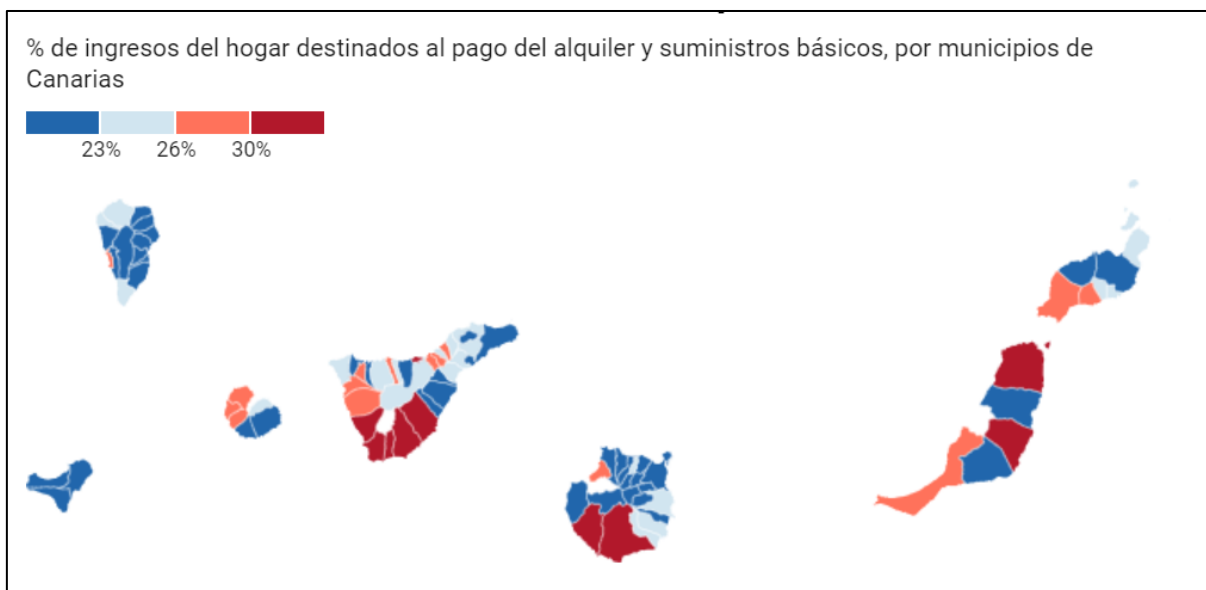 % de ingresos del hogar destinados al pago del alquiler y suministros básicos, por municipios de
Canarias
23% 26% 30%